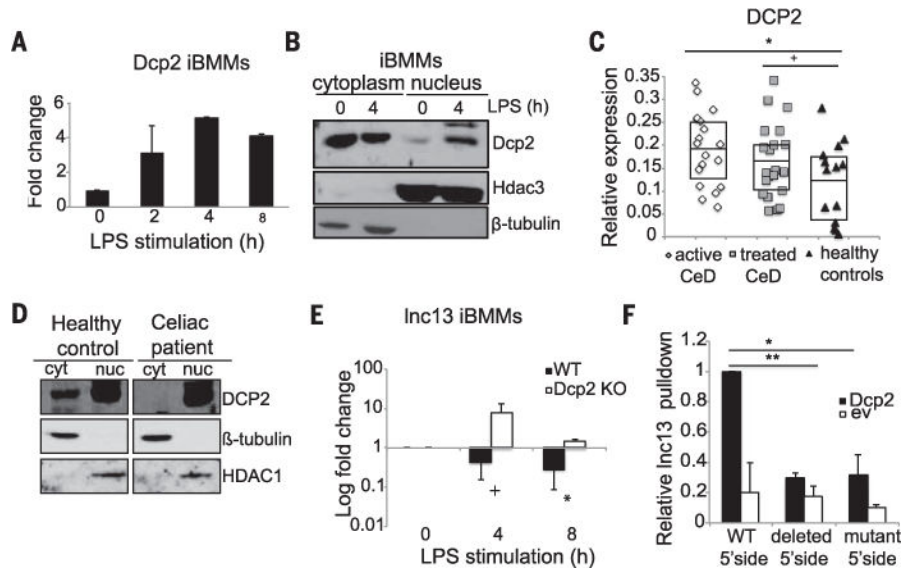 A
Dcp2 iBMMs
Fold change
6
4
2
0
0 2 4 8
LPS stimulation (h)
B
iBMMs
cytoplasm nucleus
0 4 0 4 LPS (h)
Dcp2
Hdac3
ß-tubulin
C
DCP2
* 
+
Relative expression
0.35
0.3
0.25
0.2
0.15
0.1
0.05
0
active CeD
treated CeD
healthy controls
D
Healthy control
Celiac patient
cyt nuc cyt nuc
DCP2
ß-tubulin
HDAC1
E
lnc13 iBMMs
WT
Dcp2 KO
Log fold change
100
10
1
0.1
0.01
+
*
0 4 8
LPS stimulation (h)
F
*
**
Dcp2
ev
Relative lnc13 pulldown
1.2
1
0.8
0.6
0.4
0.2
0
WT 5'side
deleted 5'side
mutant 5'side